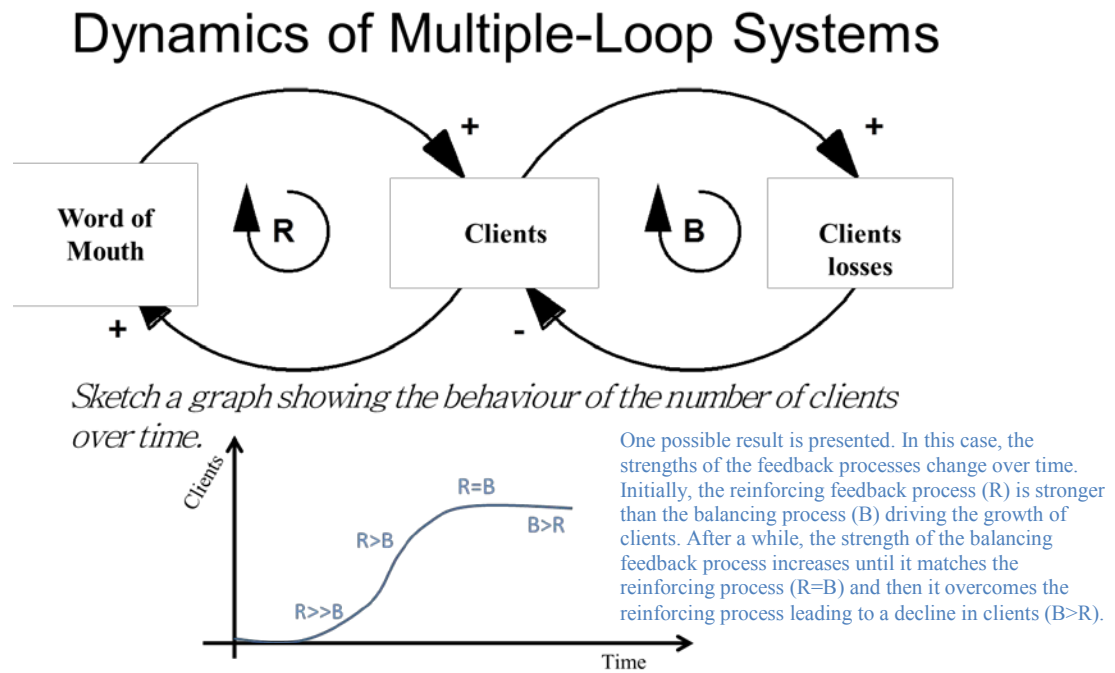 Dynamics of Multiple-Loop Systems
+
+
Word of
Mouth
R
Clients
B
Clients
losses
+
-
Sketch a graph showing the behaviour of the number of clients
over time.
Clients
R>>B
R>B
R=B
B>R
Time
One possible result is presented. In this case, the
strengths of the feedback processes change over time.
Initially, the reinforcing feedback process (R) is stronger
than the balancing process (B) driving the growth of
clients. After a while, the strength of the balancing
feedback process increases until it matches the
reinforcing process (R=B) and then it overcomes the
reinforcing process leading to a decline in clients (B>R).